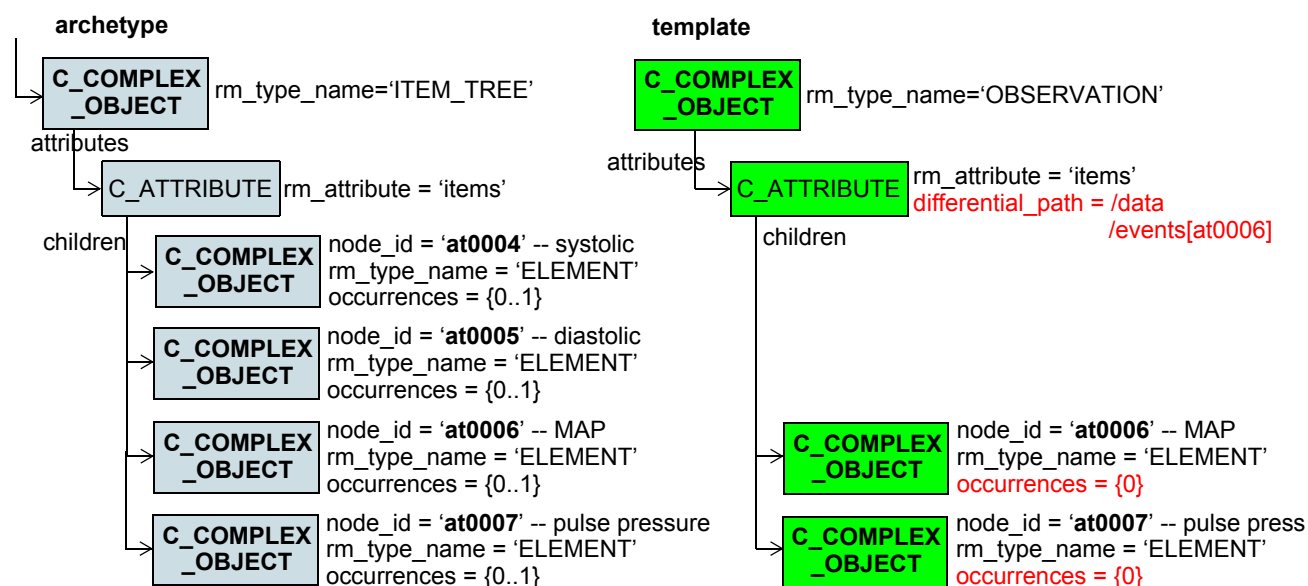 archetype
C_COMPLEX
_OBJECT
rm_type_name=‘ITEM_TREE’
attributes
C_ATTRIBUTE
rm_attribute = ‘items’
children
C_COMPLEX
_OBJECT
node_id = ‘at0004’ -- systolic
rm_type_name = ‘ELEMENT’
occurrences = {0..1}
C_COMPLEX
_OBJECT
node_id = ‘at0005’ -- diastolic
rm_type_name = ‘ELEMENT’
occurrences = {0..1}
C_COMPLEX
_OBJECT
node_id = ‘at0006’ -- MAP
rm_type_name = ‘ELEMENT’
occurrences = {0..1}
C_COMPLEX
_OBJECT
node_id = ‘at0007’ -- pulse pressure
rm_type_name = ‘ELEMENT’
occurrences = {0..1}
template
C_COMPLEX
_OBJECT
rm_type_name=‘OBSERVATION’
attributes
C_ATTRIBUTE
rm_attribute = ‘items’
differential_path = /data
/events[at0006]
children
C_COMPLEX
_OBJECT
node_id = ‘at0006’ -- MAP
rm_type_name = ‘ELEMENT’
occurrences = {0}
C_COMPLEX
_OBJECT
node_id = ‘at0007’ -- pulse press
rm_type_name = ‘ELEMENT’
occurrences = {0}